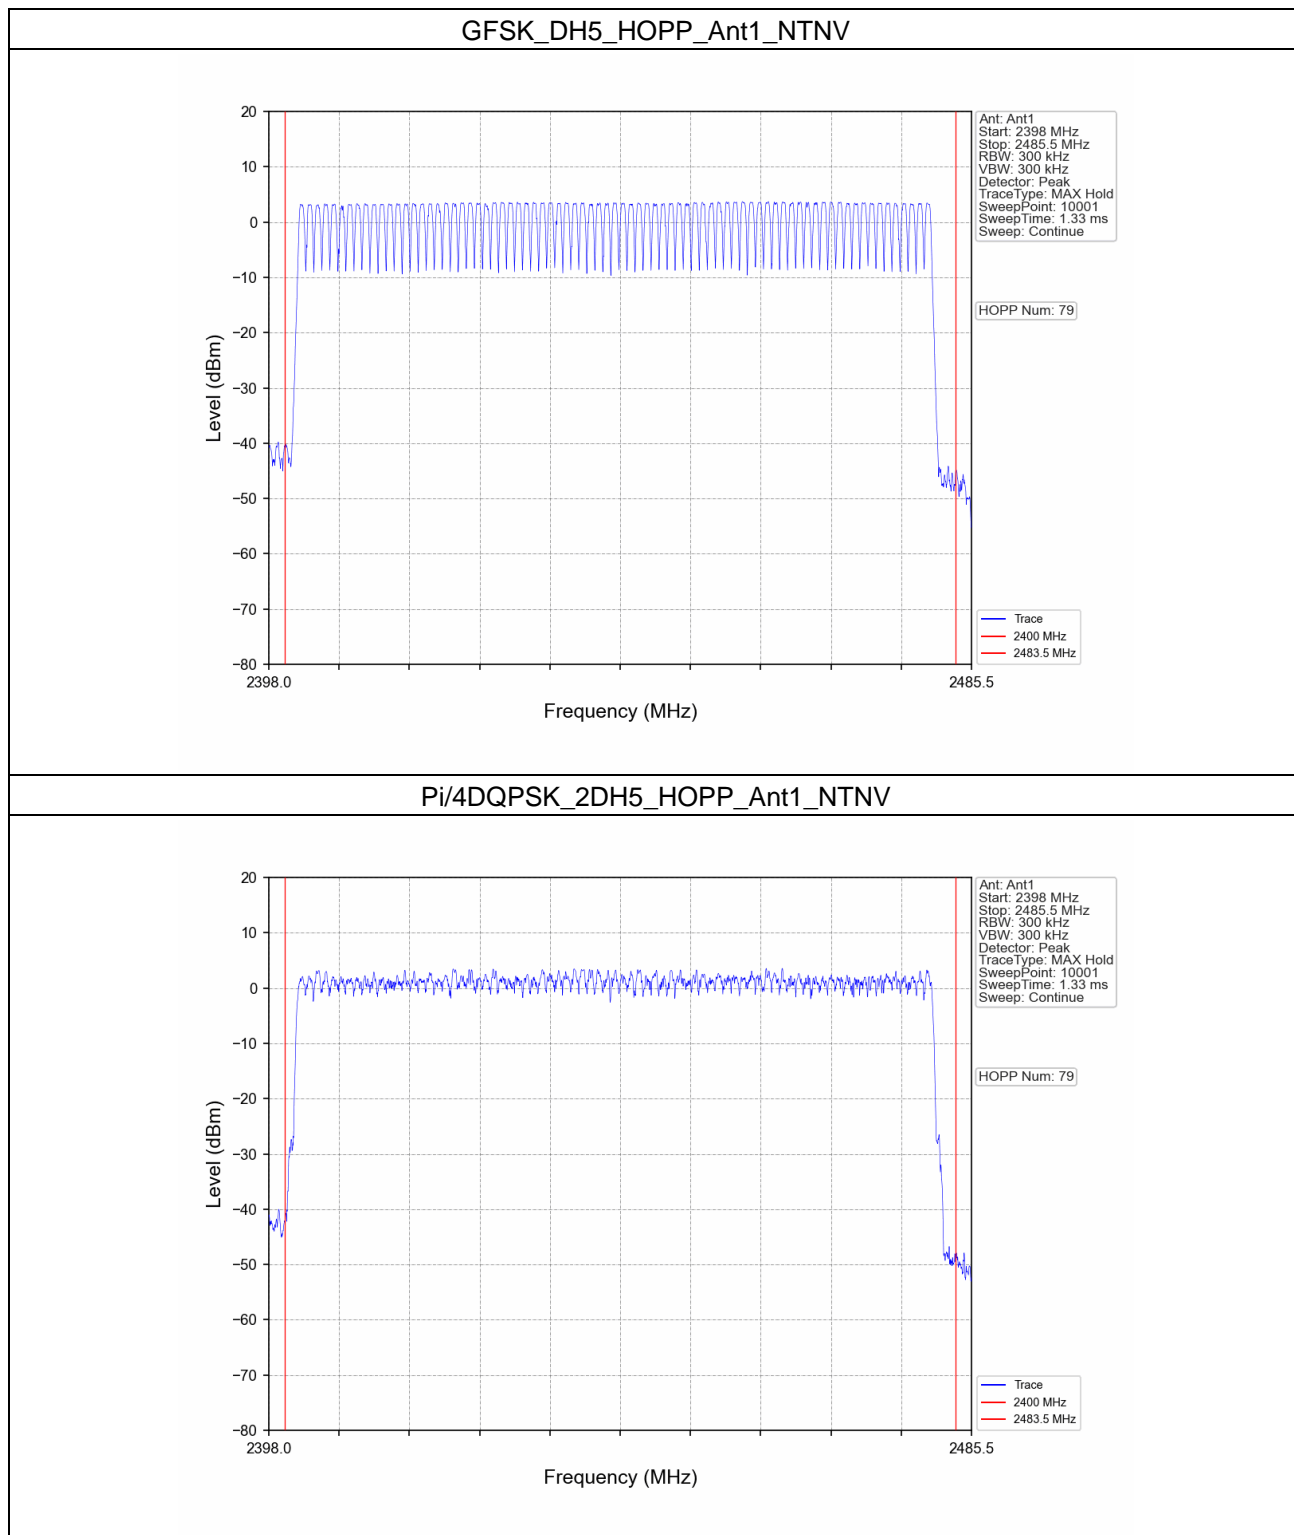 GFSK_DH5_HOPP_Ant1_NTNV
20
10
0
−10
−20
−30
−40
−50
−60
−70
−80
Level (dBm)
2398.0
2485.5
Frequency (MHz)
Ant: Ant1
Start: 2398 MHz
Stop: 2485.5 MHz
RBW: 300 kHz
VBW: 300 kHz
Detector: Peak
TraceType: MAX Hold
SweepPoint: 10001
SweepTime: 1.33 ms
Sweep: Continue
HOPP Num: 79
Trace
2400 MHz
2483.5 MHz
Pi/4DQPSK_2DH5_HOPP_Ant1_NTNV
20
10
0
−10
−20
−30
−40
−50
−60
−70
−80
Level (dBm)
2398.0
2485.5
Frequency (MHz)
Ant: Ant1
Start: 2398 MHz
Stop: 2485.5 MHz
RBW: 300 kHz
VBW: 300 kHz
Detector: Peak
TraceType: MAX Hold
SweepPoint: 10001
SweepTime: 1.33 ms
Sweep: Continue
HOPP Num: 79
Trace
2400 MHz
2483.5 MHz